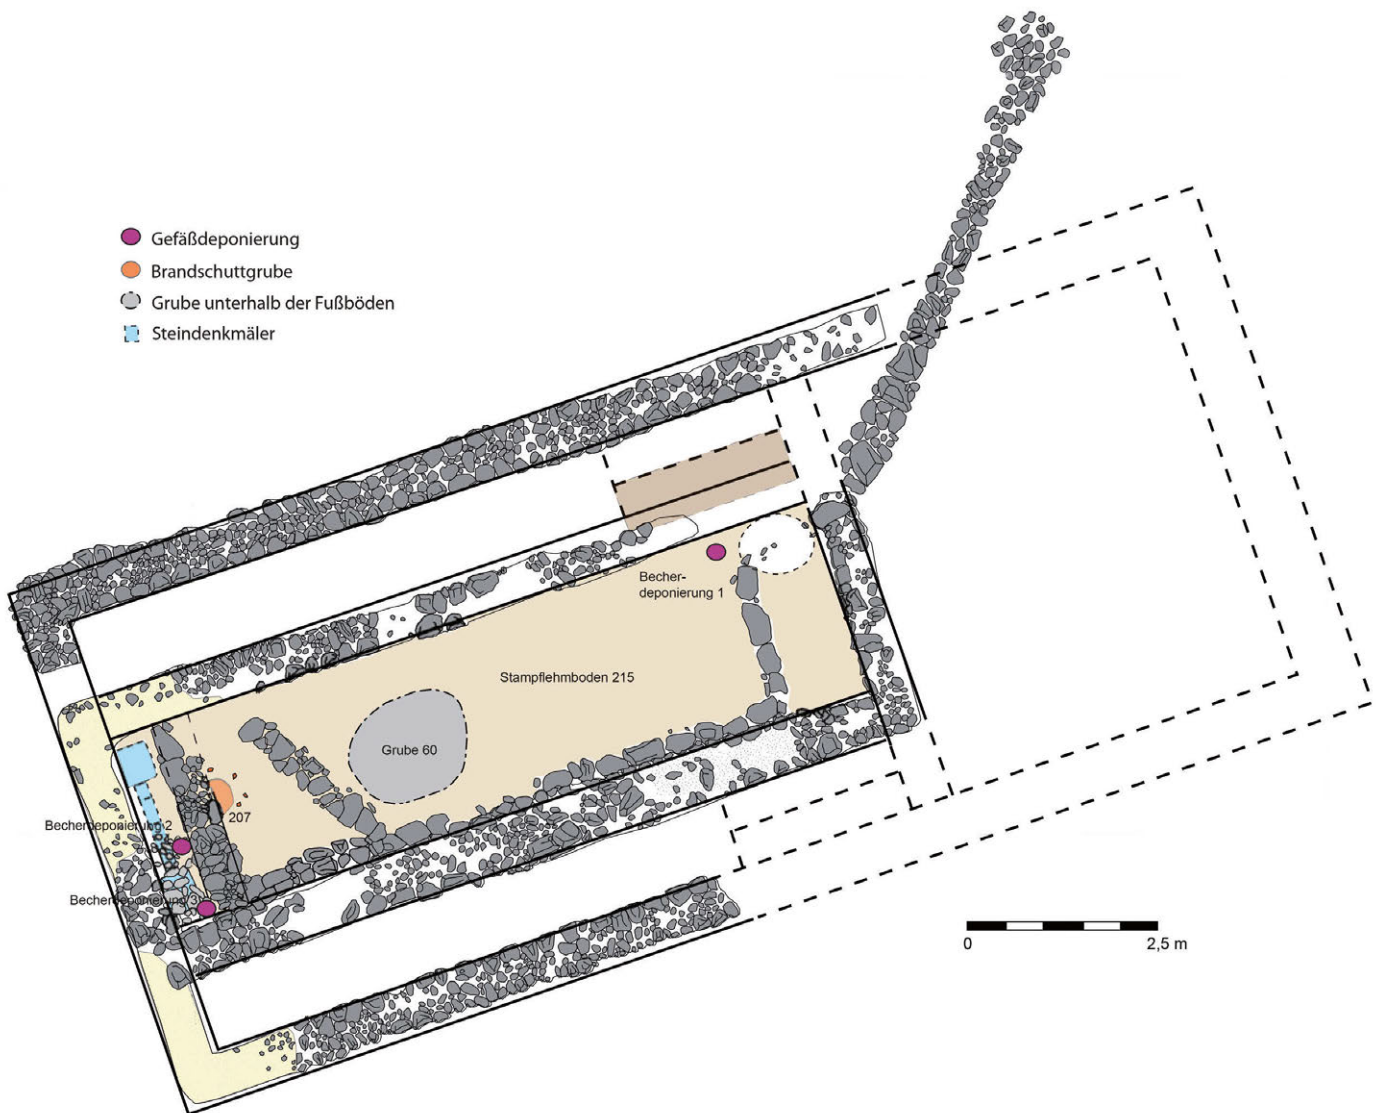 Gefäßdeponierung
Brandschuttgrube
Grube unterhalb der Fußböden
Steindenkmäler
Becher-
deponierung 1
Stampflehmboden 215
Grube 60
207
Becherdeponierung 2
Becherdeponierung 3
0
2,5 m